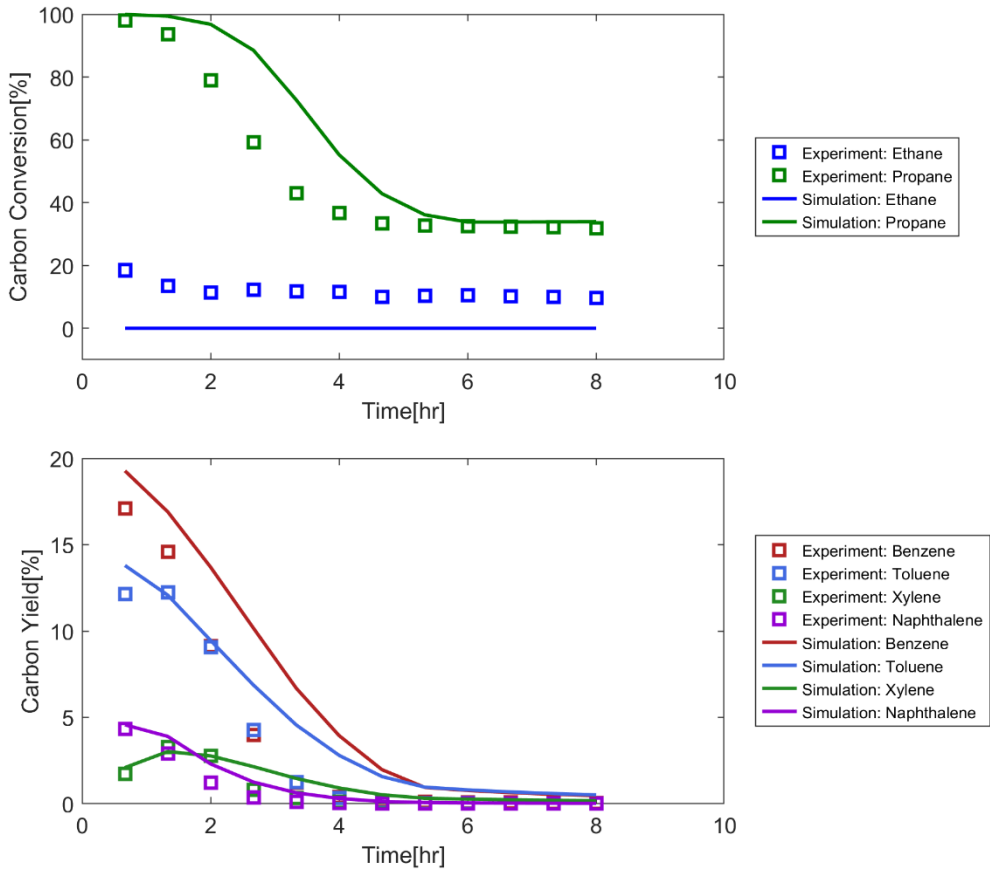 100
80
60
40
20
0
Carbon Conversion[%]
0 2 4 6 8 10
Time[hr]
Experiment: Ethane
Experiment: Propane
Simulation: Ethane
Simulation: Propane
20
15
10
5
0
Carbon Yield[%]
0 2 4 6 8 10
Time[hr]
Experiment: Benzene
Experiment: Toluene
Experiment: Xylene
Experiment: Naphthalene
Simulation: Benzene
Simulation: Toluene
Simulation: Xylene
Simulation: Naphthalene